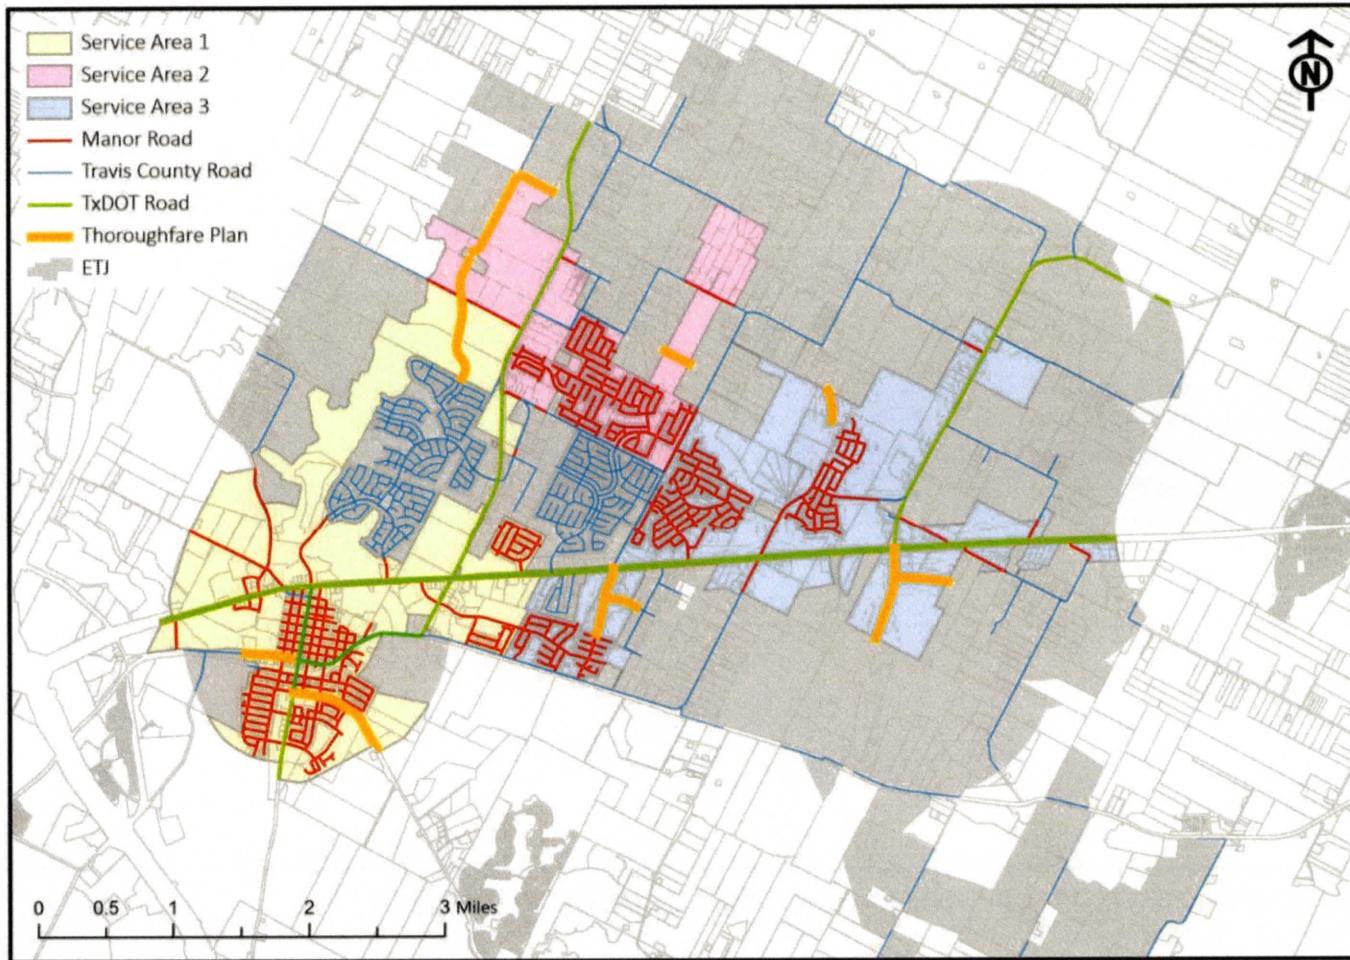 Service Area 1
Service Area 2
Service Area 3
Manor Road
Travis County Road
TxDOT Road
Thoroughfare Plan
ETJ
N
0 0.5 1 2 3 Miles